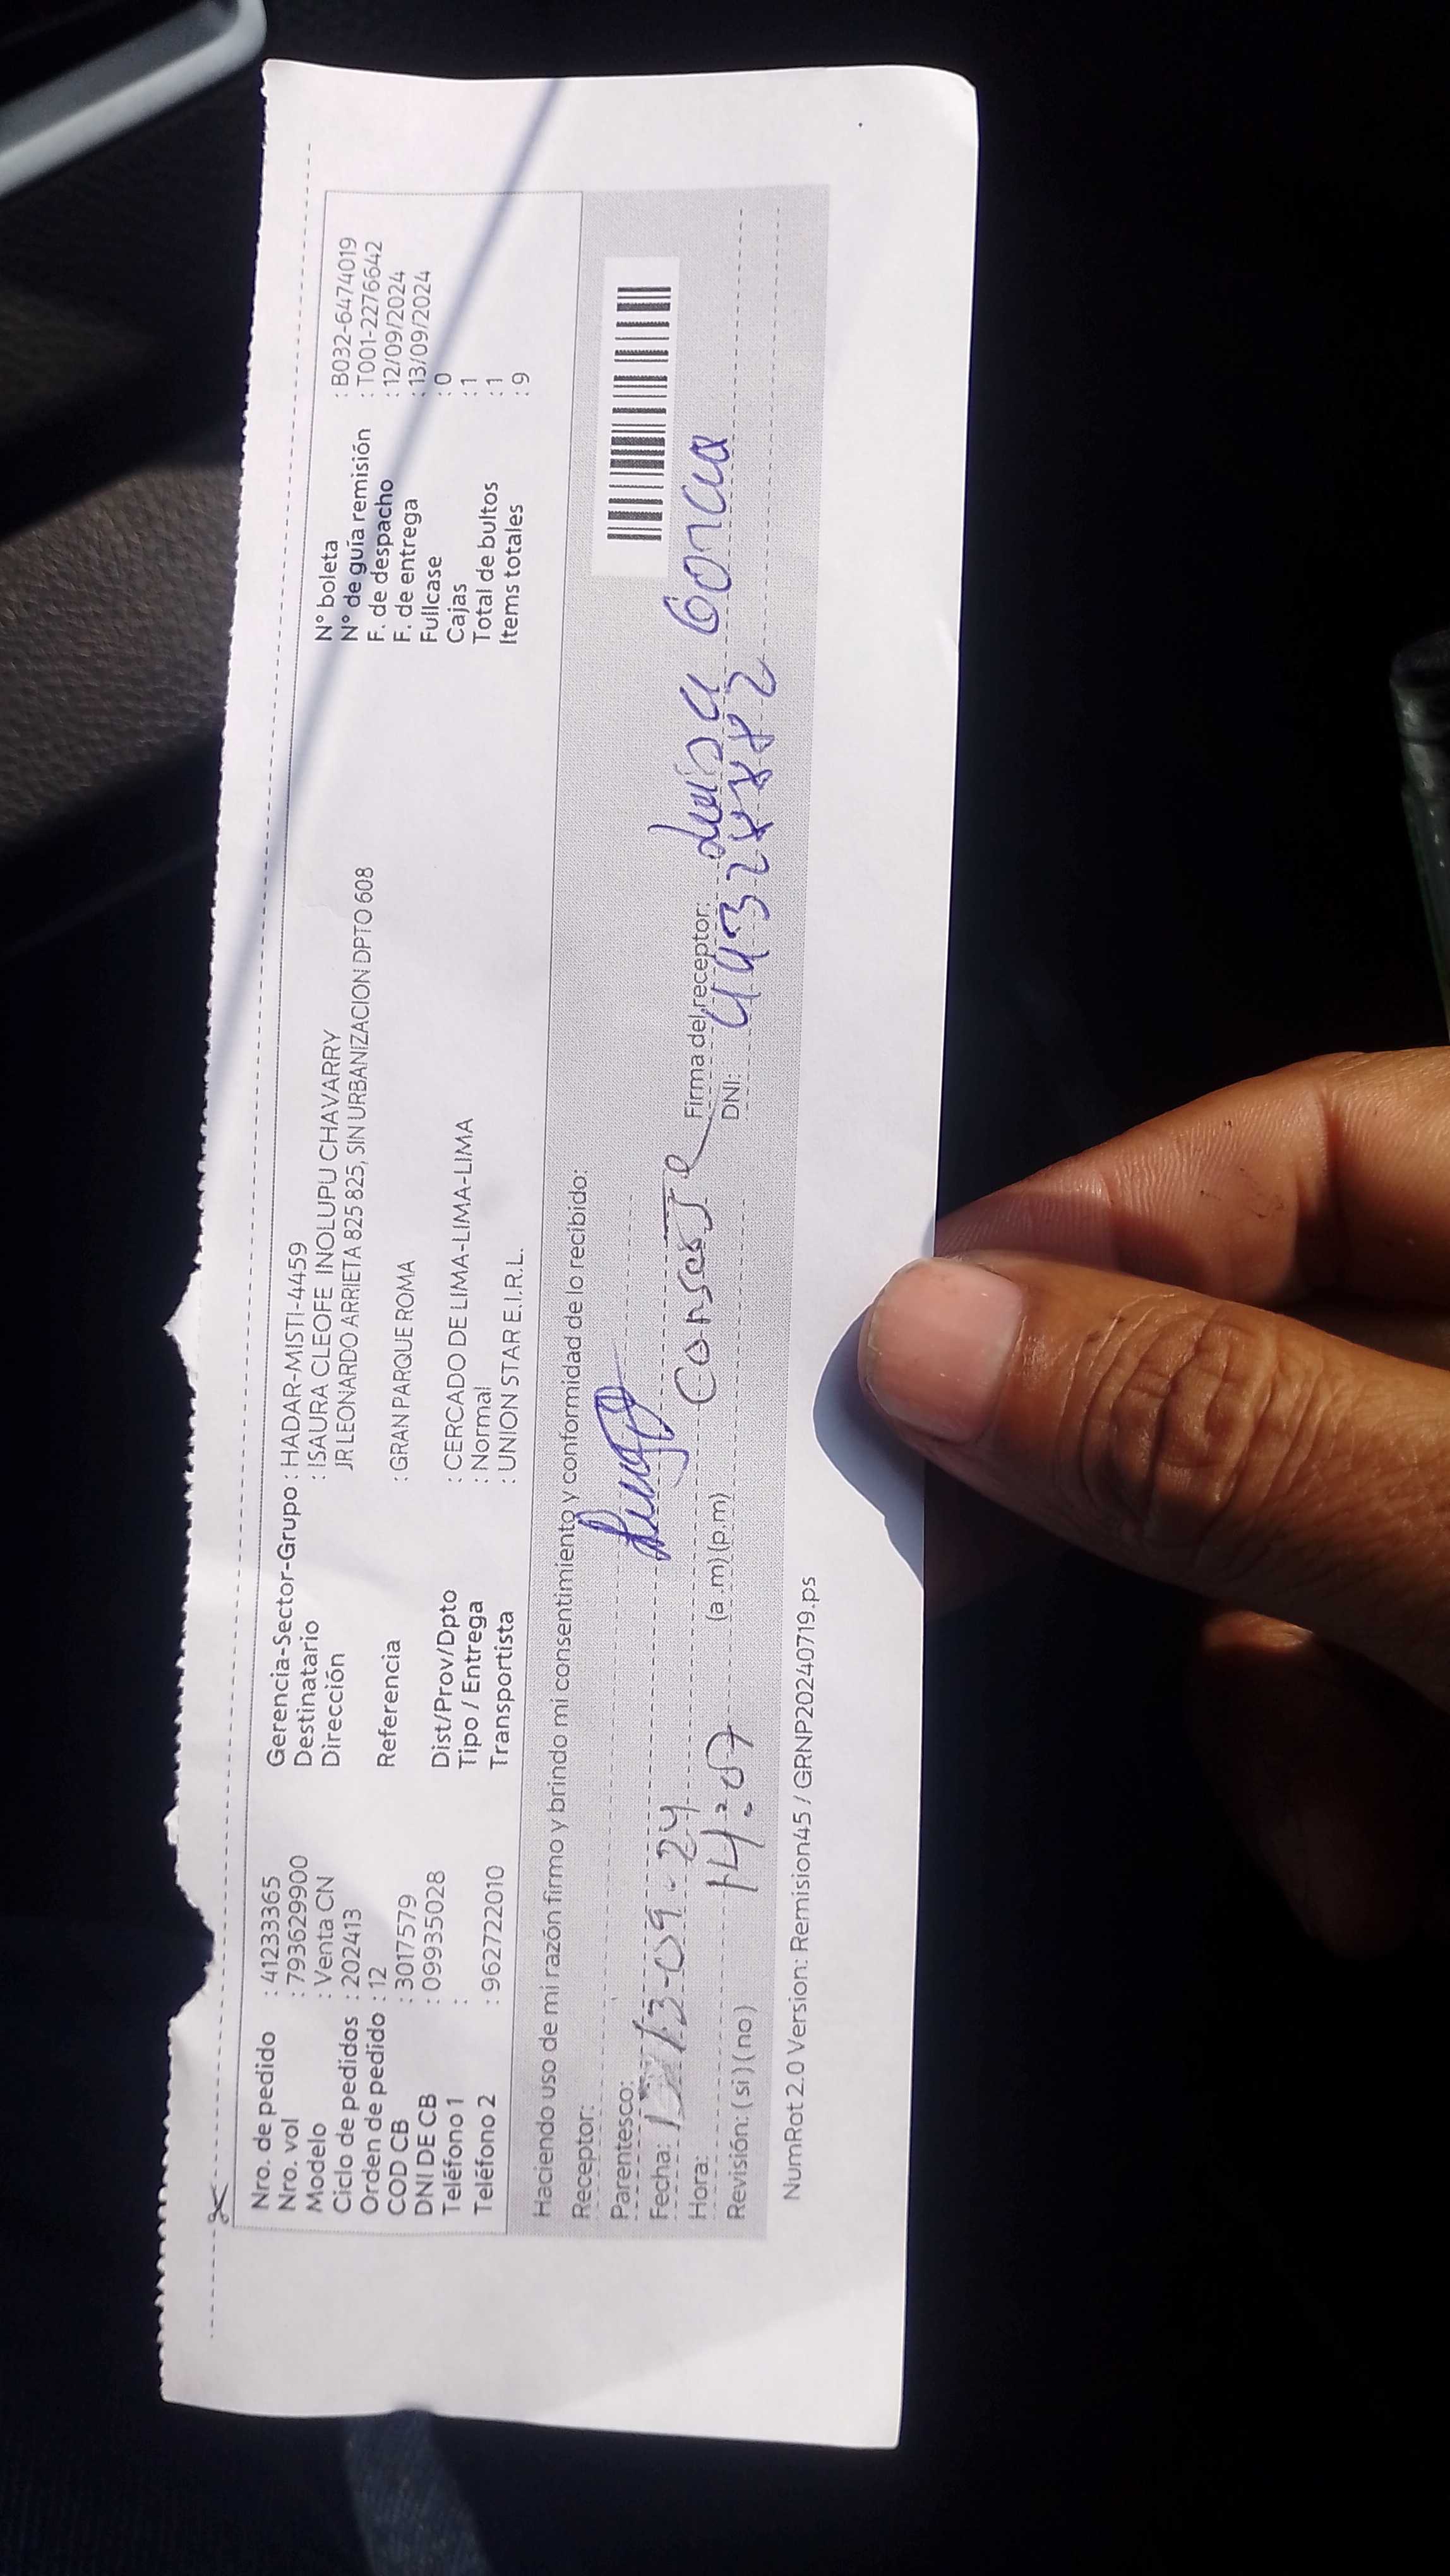 Nro. de pedido : 41233365
Nro. vol : 793629900
Modelo : Venta CN
Ciclo de pedidos : 202413
Orden de pedido : 12
COD CB : 3017579
DNI DE CB : 09935028
Teléfono 1 :
Teléfono 2 : 962722010
Gerencia-Sector-Grupo : HADAR-MISTI-4459
Destinatario : ISAURA CLEOFE INOLUPU CHAVARRY
Dirección JR LEONARDO ARRIETA 825 825, SIN URBANIZACION DPTO 608
Referencia : GRAN PARQUE ROMA
Dist/Prov/Dpto : CERCADO DE LIMA-LIMA-LIMA
Tipo / Entrega : Normal
Transportista : UNION STAR E.I.R.L.
N° boleta : B032-6474019
N° de guía remisión : T001-2276642
F. de despacho : 12/09/2024
F. de entrega : 13/09/2024
Fullcase : 0
Cajas : 1
Total de bultos : 1
Items totales : 9
Haciendo uso de mi razón firmo y brindo mi consentimiento y conformidad de lo recibido:
Receptor:
Parentesco:
Fecha: 13-09-24
Hora: 14:07 (a.m) (p.m)
Revisión: (si) (no)
Conserje
Firma del receptor: Luisa
DNI:
NumRot 2.0 Version: Remision45 / GRNP20240719.ps